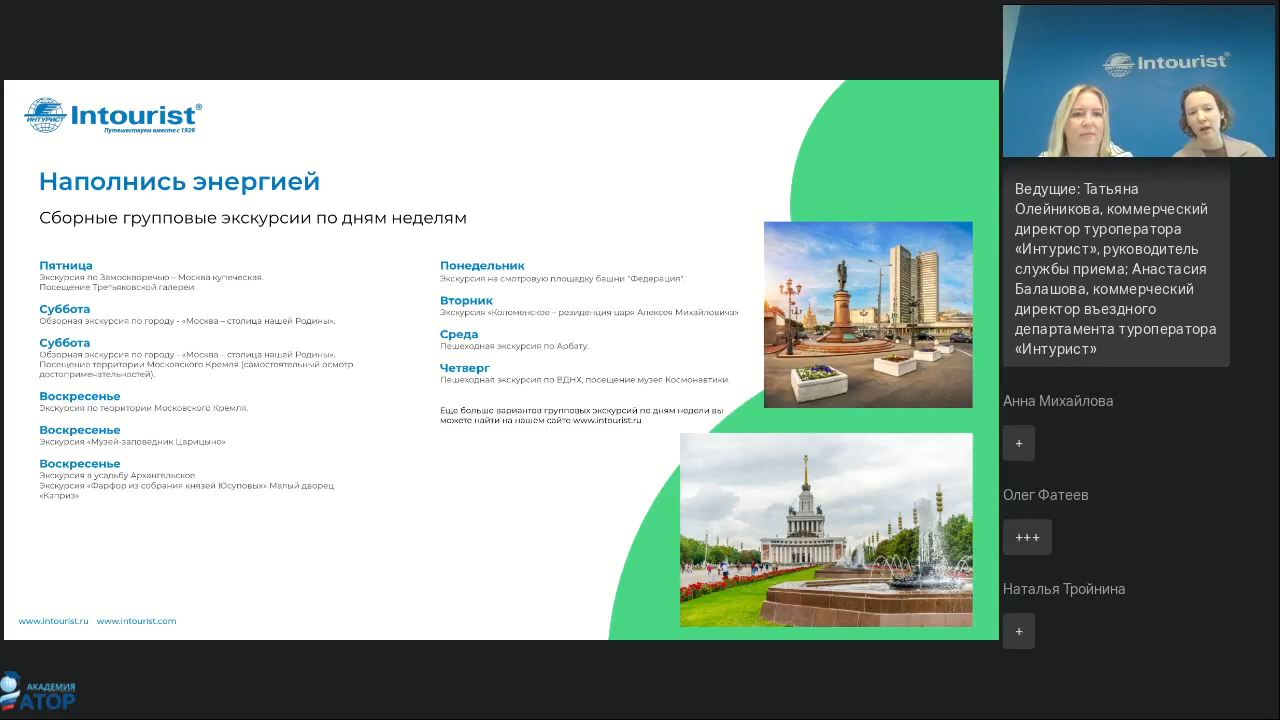 ИНТУРИСТ
Intourist®
Путешествуем вместе с 1929
Наполнись энергией
Сборные групповые экскурсии по дням неделям
Пятница
Экскурсия по Замоскворечью – Москва купеческая.
Посещение Третьяковской галереи
Суббота
Обзорная экскурсия по городу - «Москва – столица нашей Родины».
Суббота
Обзорная экскурсия по городу - «Москва – столица нашей Родины».
Посещение территории Московского Кремля (самостоятельный осмотр
достопримечательностей).
Воскресенье
Экскурсия по территории Московского Кремля.
Воскресенье
Экскурсия «Музей-заповедник Царицыно»
Воскресенье
Экскурсия в усадьбу Архангельское
Экскурсия «Фарфор из собрания князей Юсуповых» Малый дворец
«Каприз»
Понедельник
Экскурсия на смотровую площадку башни "Федерация".
Вторник
Экскурсия «Коломенское – резиденция царя Алексея Михайловича»
Среда
Пешеходная экскурсия по Арбату.
Четверг
Пешеходная экскурсия по ВДНХ, посещение музея Космонавтики.
Еще больше вариантов групповых экскурсий по дням недели вы
можете найти на нашем сайте www.intourist.ru
www.intourist.ru www.intourist.com
АКАДЕМИЯ
АТОР
ИНТУРИСТ Intourist®
Ведущие: Татьяна
Олейникова, коммерческий
директор туроператора
«Интурист», руководитель
службы приема; Анастасия
Балашова, коммерческий
директор въездного
департамента туроператора
«Интурист»
Анна Михайлова
+
Олег Фатеев
+++
Наталья Тройнина
+